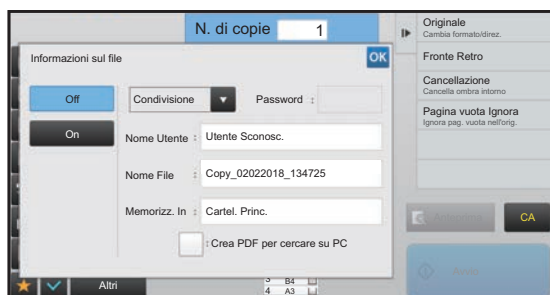 N. di copie 1
Originale
Cambia formato/direz.
Fronte Retro
Cancellazione
Cancella ombra intorno
Pagina vuota Ignora
Ignora pag. vuota nell'orig.
Informazioni sul file
OK
Off
On
Condivisione
Password :
Nome Utente : Utente Sconosc.
Nome File : Copy_02022018_134725
Memorizz. In : Cartel. Princ.
: Crea PDF per cercare su PC
CA
Altri
3 B4
4 A3